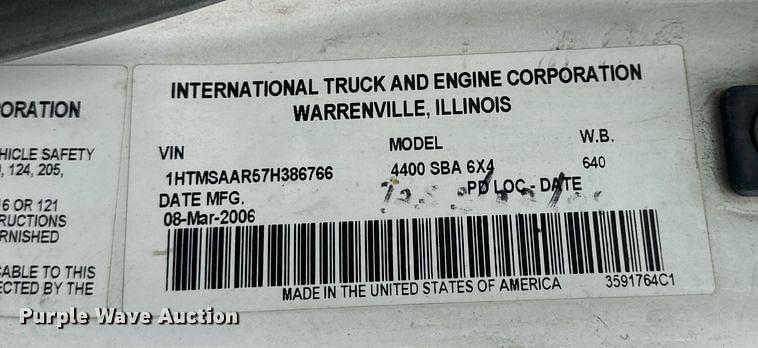 ORATION
HICLE SAFETY
, 124, 205,
6 OR 121
RUCTIONS
RNISHED
CABLE TO THIS
ECTED BY THE
INTERNATIONAL TRUCK AND ENGINE CORPORATION
WARRENVILLE, ILLINOIS
VIN MODEL W.B.
1HTMSAAR57H386766 4400 SBA 6X4 640
DATE MFG. PD LOC - DATE
08-Mar-2006
MADE IN THE UNITED STATES OF AMERICA 3591764C1
Purple Wave Auction